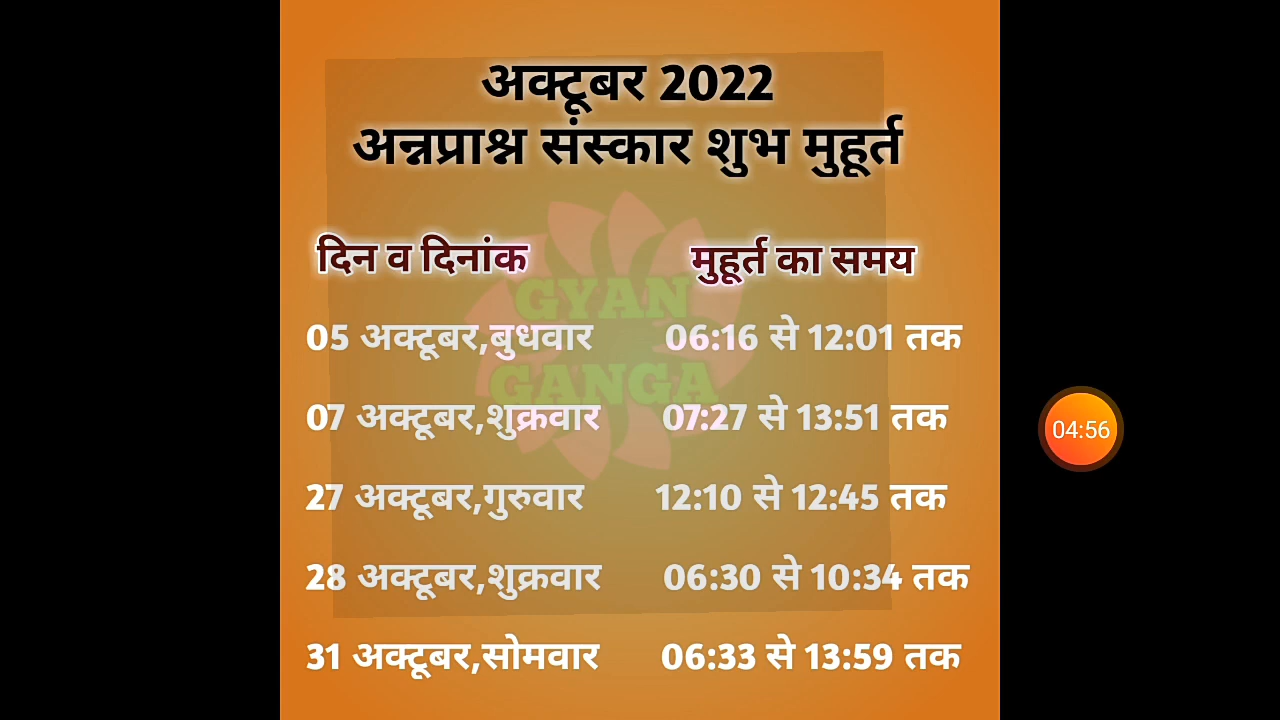 अक्टूबर 2022
अन्नप्राश्न संस्कार शुभ मुहूर्त
दिन व दिनांक मुहूर्त का समय
GYAN
GANGA
05 अक्टूबर,बुधवार 06:16 से 12:01 तक
07 अक्टूबर,शुक्रवार 07:27 से 13:51 तक
27 अक्टूबर,गुरुवार 12:10 से 12:45 तक
28 अक्टूबर,शुक्रवार 06:30 से 10:34 तक
31 अक्टूबर,सोमवार 06:33 से 13:59 तक
04:56